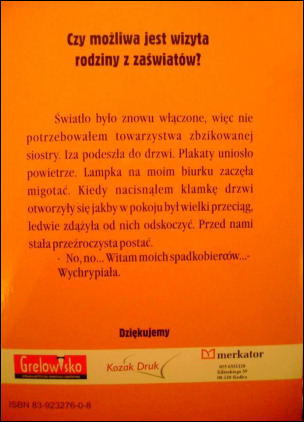 Czy możliwa jest wizyta
rodziny z zaświatów?
Światło było znowu włączone, więc nie
potrzebowałem towarzystwa zbzikowanej
siostry. Iza podeszła do drzwi. Plakaty uniosło
powietrze. Lampka na moim biurku zaczęła
migotać. Kiedy nacisnąłem klamkę drzwi
otworzyły się jakby w pokoju był wielki przeciąg,
ledwie zdążyła od nich odskoczyć. Przed nami
stała przeźroczysta postać.
- No, no... Witam moich spadkobierców...-
Wychrypiała.
Dziękujemy
Grelowisko
Kozak Druk
merkator
ISBN 83-923276-0-8